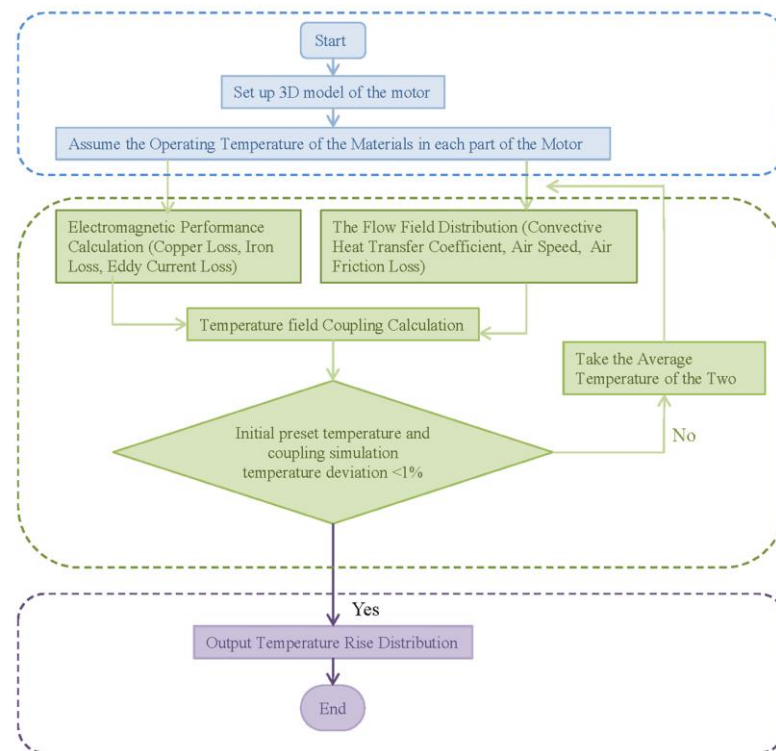 Start
Set up 3D model of the motor
Assume the Operating Temperature of the Materials in each part of the Motor
Electromagnetic Performance
Calculation (Copper Loss, Iron
Loss, Eddy Current Loss)
The Flow Field Distribution (Convective
Heat Transfer Coefficient, Air Speed, Air
Friction Loss)
Temperature field Coupling Calculation
Take the Average
Temperature of the Two
Initial preset temperature and
coupling simulation
temperature deviation <1%
No
Yes
Output Temperature Rise Distribution
End